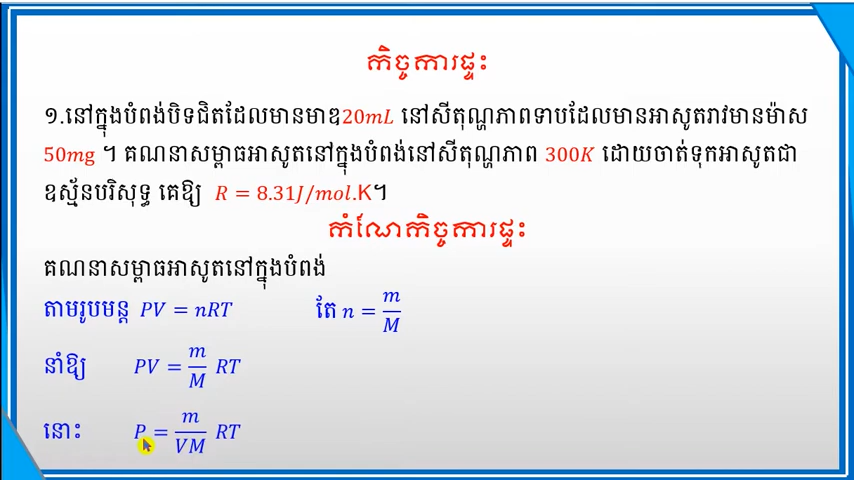 កិច្ចការផ្ទះ
១.នៅក្នុងបំពង់បិទជិតដែលមានមាឌ20mL នៅសីតុណ្ហភាពទាបដែលមានអាសូតរាវមានម៉ាស
50mg ។ គណនាសម្ពាធអាសូតនៅក្នុងបំពង់នៅសីតុណ្ហភាព 300K ដោយចាត់ទុកអាសូតជា
ឧស្ម័នបរិសុទ្ធ គេឱ្យ R = 8.31J/mol.K។
កំណែកិច្ចការផ្ទះ
គណនាសម្ពាធអាសូតនៅក្នុងបំពង់
តាមរូបមន្ត PV = nRT តែ n = m/M
នាំឱ្យ PV = m/M RT
នោះ P = m/VM RT